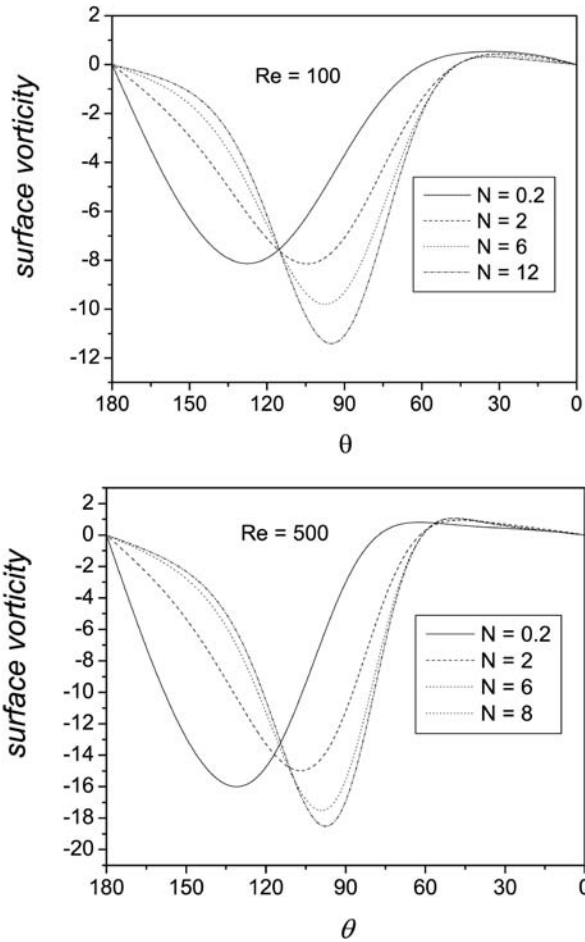 2
0
-2
-4
-6
-8
-10
-12
surface vorticity
Re = 100
N = 0.2
N = 2
N = 6
N = 12
180 150 120 90 60 30 0
θ
2
0
-2
-4
-6
-8
-10
-12
-14
-16
-18
-20
surface vorticity
Re = 500
N = 0.2
N = 2
N = 6
N = 8
180 150 120 90 60 30 0
θ